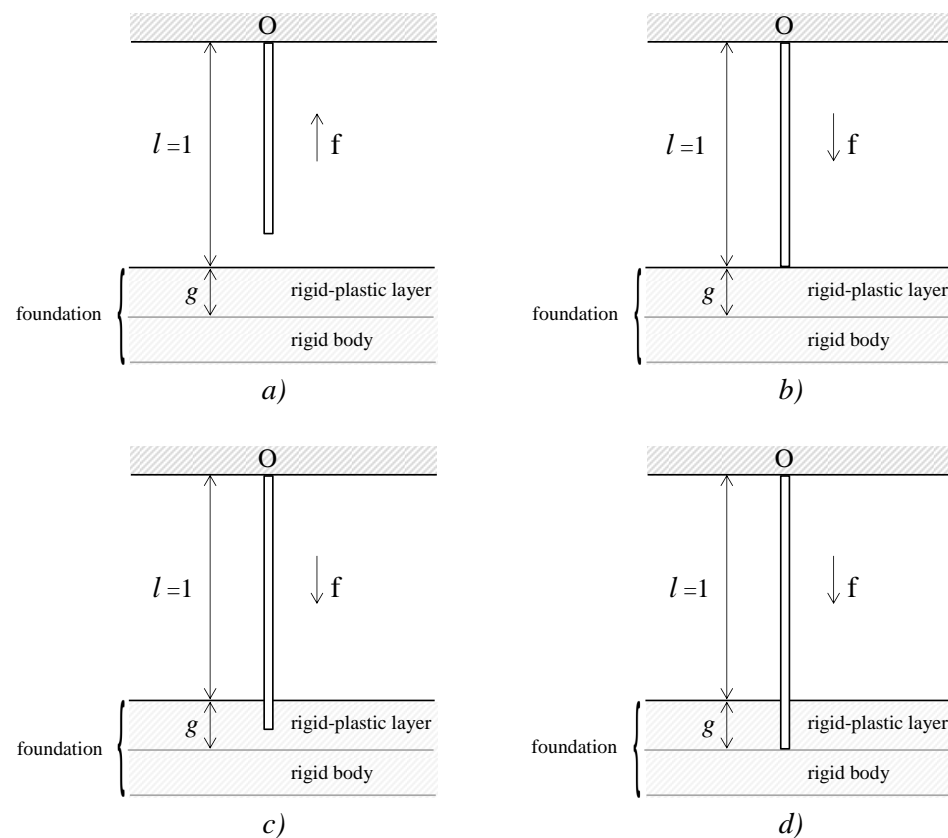 O
l =1
f
g
rigid-plastic layer
foundation
rigid body
a)
O
l =1
f
g
rigid-plastic layer
foundation
rigid body
b)
O
l =1
f
g
rigid-plastic layer
foundation
rigid body
c)
O
l =1
f
g
rigid-plastic layer
foundation
rigid body
d)